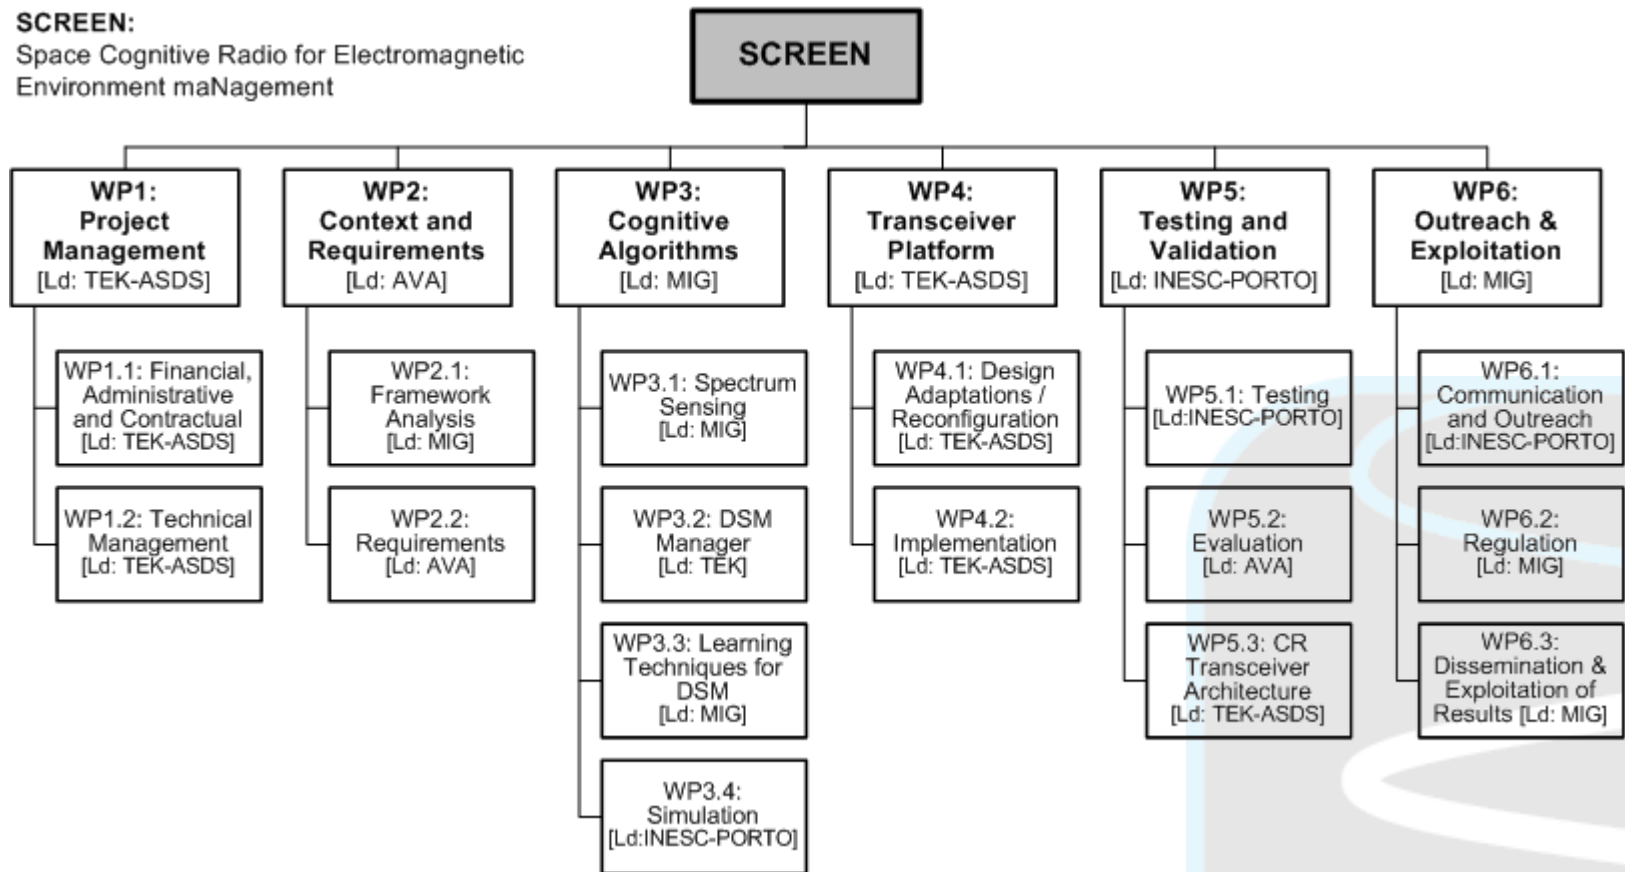 SCREEN:
Space Cognitive Radio for Electromagnetic
Environment maNagement
SCREEN
WP1:
Project
Management
[Ld: TEK-ASDS]
WP2:
Context and
Requirements
[Ld: AVA]
WP3:
Cognitive
Algorithms
[Ld: MIG]
WP4:
Transceiver
Platform
[Ld: TEK-ASDS]
WP5:
Testing and
Validation
[Ld: INESC-PORTO]
WP6:
Outreach &
Exploitation
[Ld: MIG]
WP1.1: Financial,
Administrative
and Contractual
[Ld: TEK-ASDS]
WP1.2: Technical
Management
[Ld: TEK-ASDS]
WP2.1:
Framework
Analysis
[Ld: MIG]
WP2.2:
Requirements
[Ld: AVA]
WP3.1: Spectrum
Sensing
[Ld: MIG]
WP3.2: DSM
Manager
[Ld: TEK]
WP3.3: Learning
Techniques for
DSM
[Ld: MIG]
WP3.4:
Simulation
[Ld:INESC-PORTO]
WP4.1: Design
Adaptations /
Reconfiguration
[Ld: TEK-ASDS]
WP4.2:
Implementation
[Ld: TEK-ASDS]
WP5.1: Testing
[Ld:INESC-PORTO]
WP5.2:
Evaluation
[Ld: AVA]
WP5.3: CR
Transceiver
Architecture
[Ld: TEK-ASDS]
WP6.1:
Communication
and Outreach
[Ld:INESC-PORTO]
WP6.2:
Regulation
[Ld: MIG]
WP6.3:
Dissemination &
Exploitation of
Results [Ld: MIG]